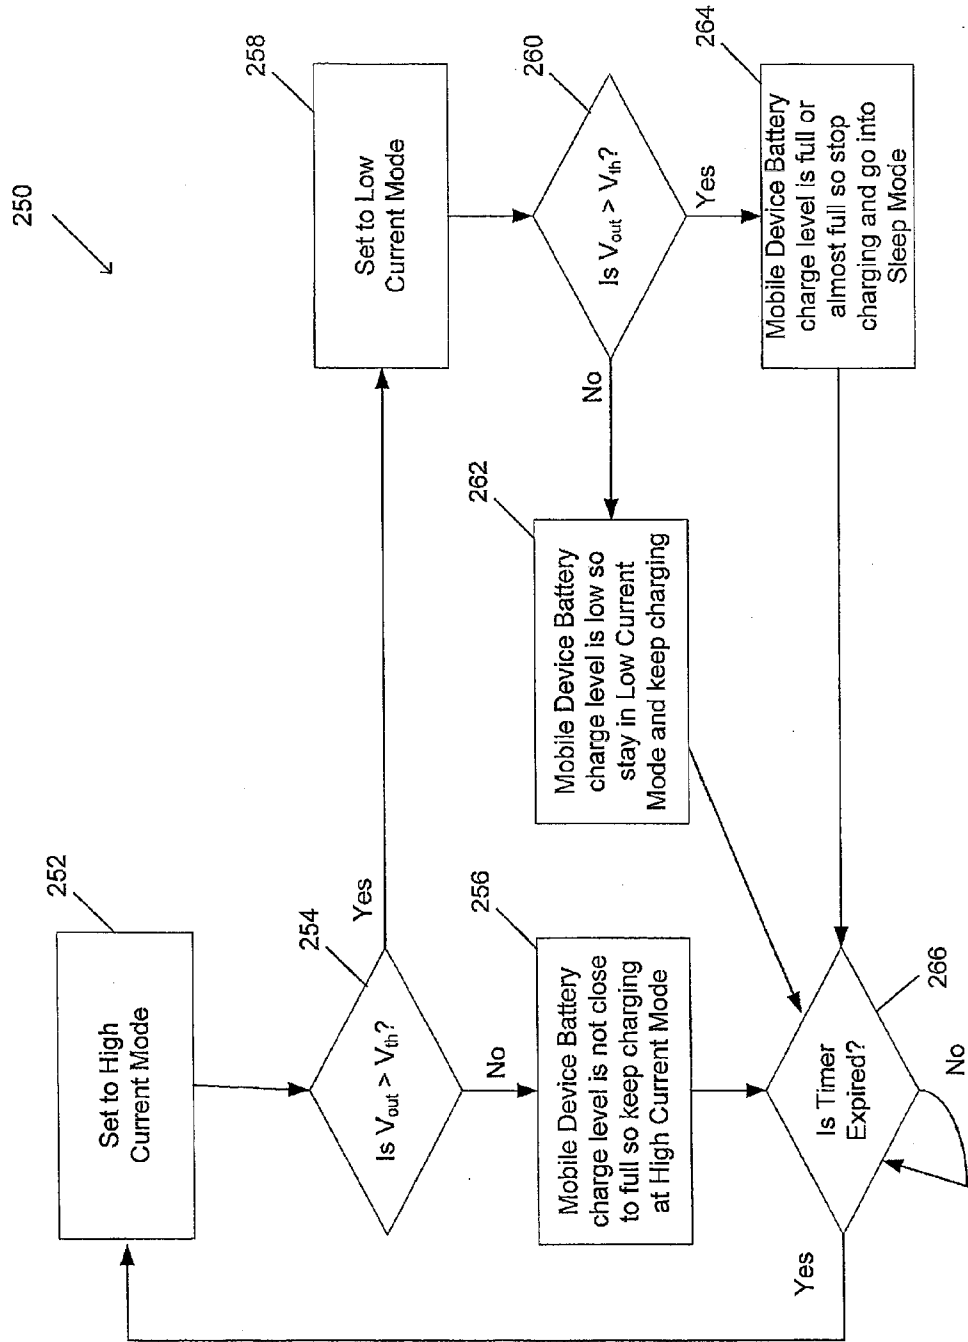 250
252
Set to High
Current Mode
254
Is Vout > Vth?
Yes
No
256
Mobile Device Battery
charge level is not close
to full so keep charging
at High Current Mode
258
Set to Low
Current Mode
260
Is Vout > Vth?
No
Yes
262
Mobile Device Battery
charge level is low so
stay in Low Current
Mode and keep charging
264
Mobile Device Battery
charge level is full or
almost full so stop
charging and go into
Sleep Mode
266
Is Timer
Expired?
Yes
No